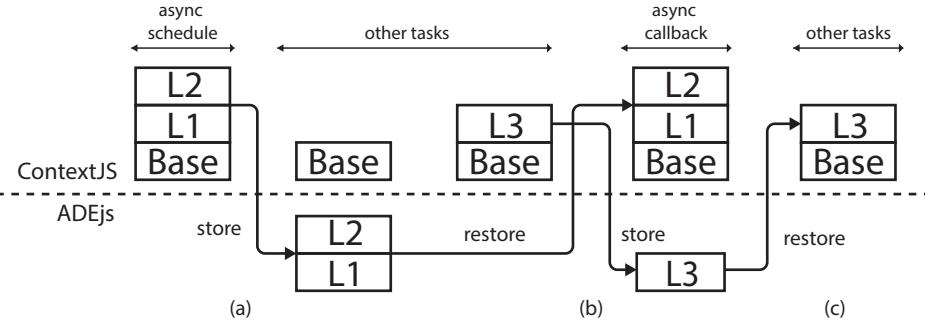 async
schedule
other tasks
async
callback
other tasks
L2
L1
Base
Base
L3
Base
L2
L1
Base
L3
Base
ContextJS
ADEjs
store
L2
L1
restore
store
L3
restore
(a)
(b)
(c)